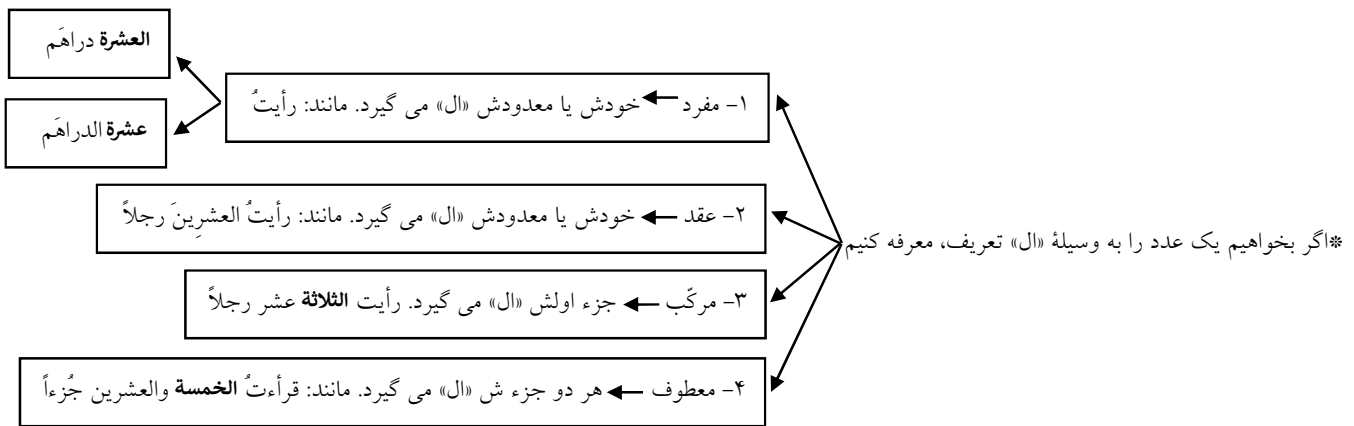 *اگر بخواهیم یک عدد را به وسیلهٔ «ال» تعریف، معرفه کنیم
۱- مفرد خودش یا معدودش «ال» می گیرد. مانند: رأیتُ
العشرة دراهَم
عشرة الدراهَم
۲- عقد خودش یا معدودش «ال» می گیرد. مانند: رأیتُ العشرِینَ رجلاً
۳- مرکّب جزء اولش «ال» می گیرد. رأیت الثلاثة عشر رجلاً
۴- معطوف هر دو جزء ش «ال» می گیرد. مانند: قرأءتُ الخمسة والعشرین جُزءاً